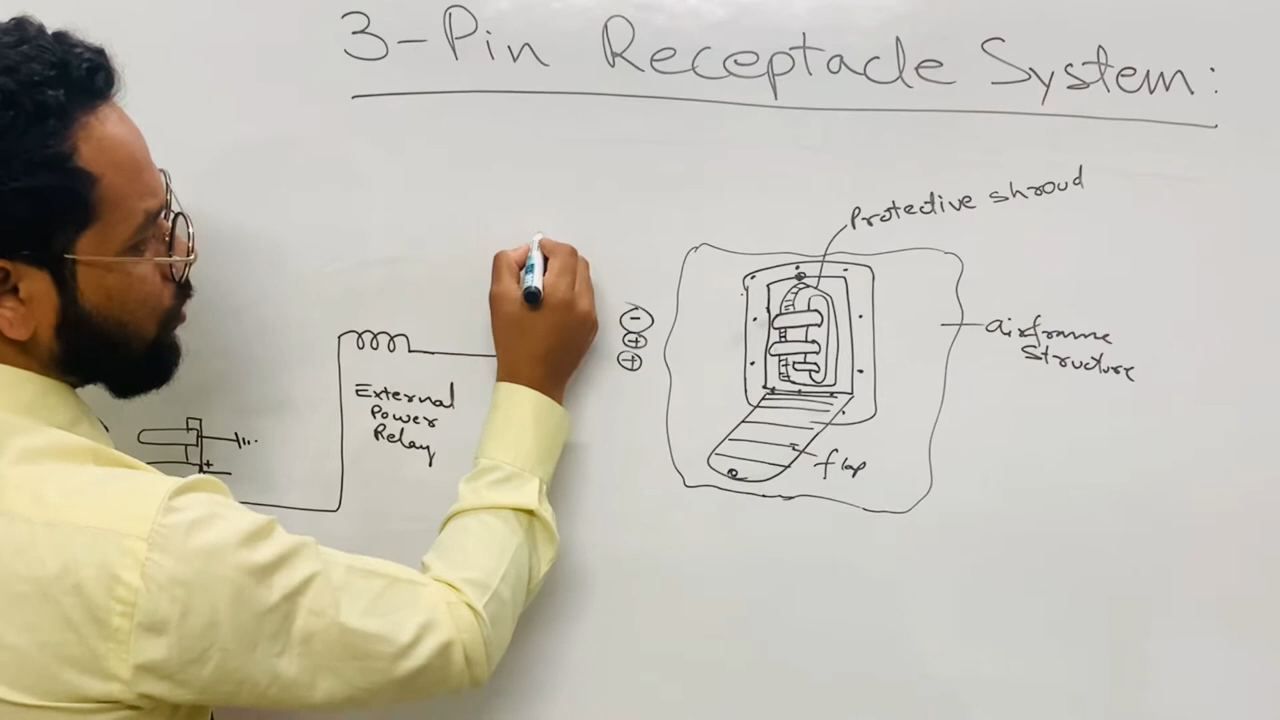 3-Pin Receptacle System:
Protective shroud
airframe
structure
flap
External
Power
Relay
-
+
+
+